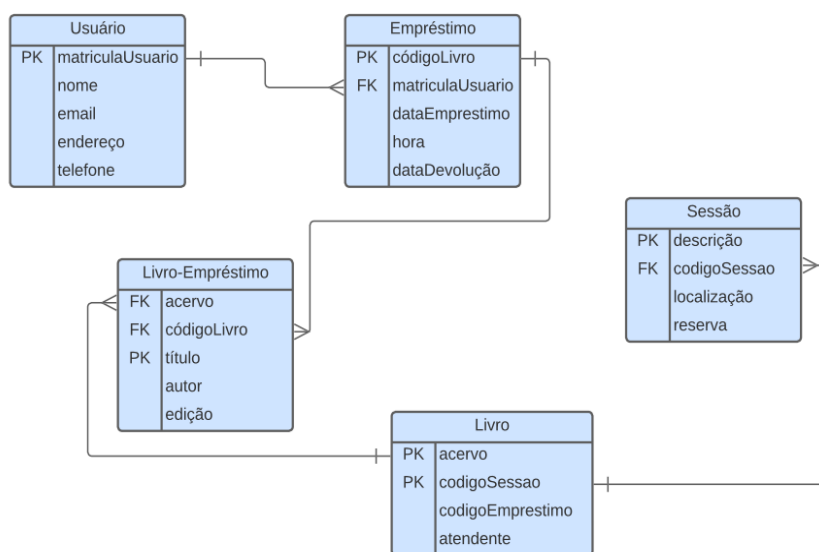 Usuário
PK matriculaUsuario
nome
email
endereço
telefone
Empréstimo
PK códigoLivro
FK matriculaUsuario
dataEmprestimo
hora
dataDevolução
Sessão
PK descrição
FK codigoSessao
localização
reserva
Livro-Empréstimo
FK acervo
FK códigoLivro
PK título
autor
edição
Livro
PK acervo
PK codigoSessao
codigoEmprestimo
atendente